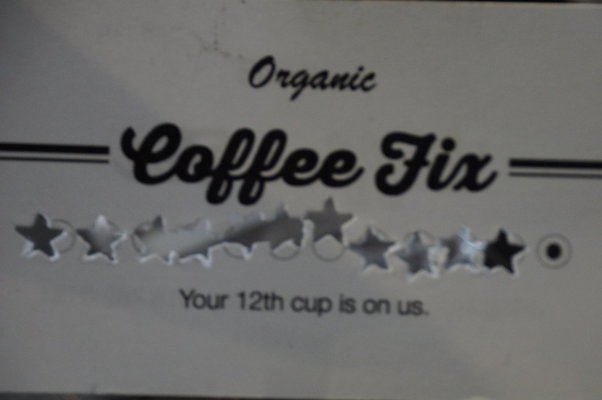 Organic
Coffee Fix
Your 12th cup is on us.